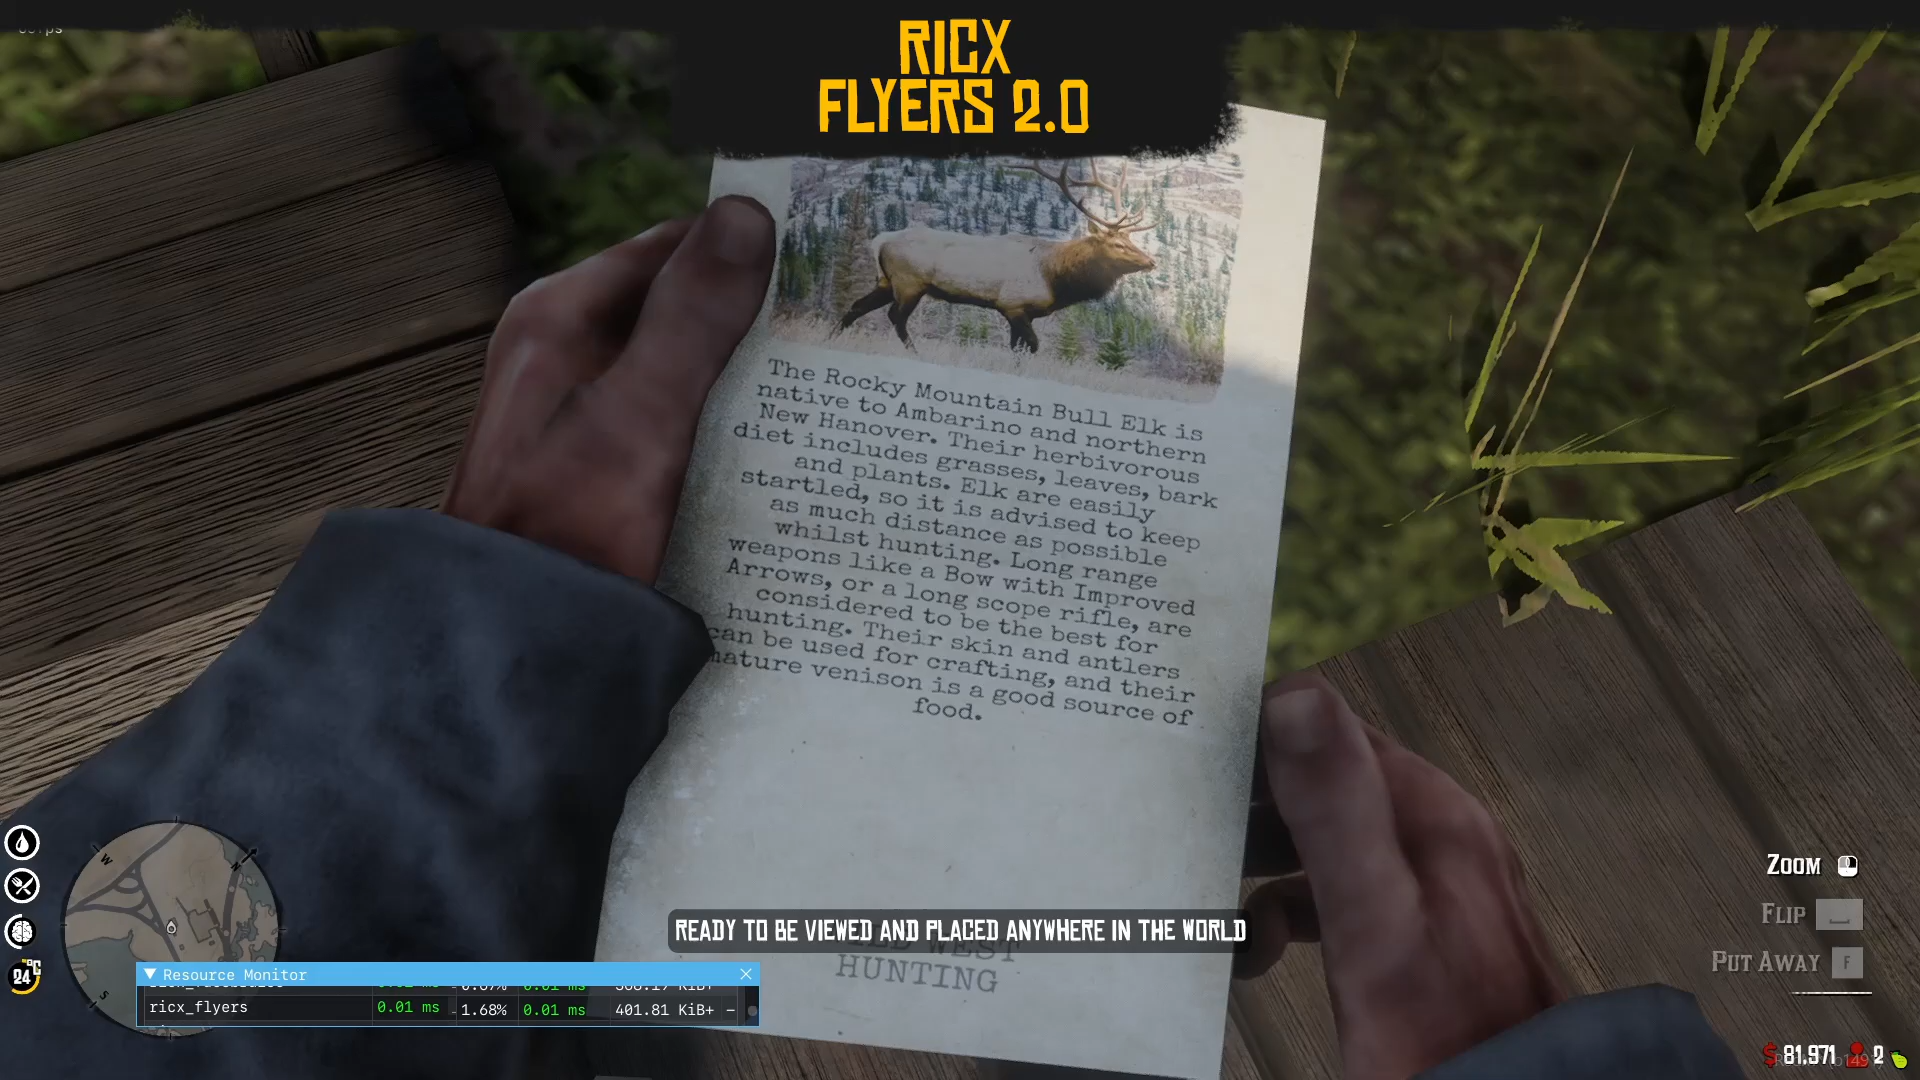 RICX
FLYERS 2.0
The Rocky Mountain Bull Elk is
native to Ambarino and northern
New Hanover. Their herbivorous
diet includes grasses, leaves, bark
and plants. Elk are easily
startled, so it is advised to keep
as much distance as possible
whilst hunting. Long range
weapons like a Bow with Improved
Arrows, or a long scope rifle, are
considered to be the best for
hunting. Their skin and antlers
can be used for crafting, and their
mature venison is a good source of
food.
READY TO BE VIEWED AND PLACED ANYWHERE IN THE WORLD
WEST
HUNTING
ZOOM
FLIP
PUT AWAY F
W
N
S
24 °C
Resource Monitor
ricx_flyers 0.01 ms 1.68% 0.01 ms 401.81 KiB+ –
$ 81,971 2